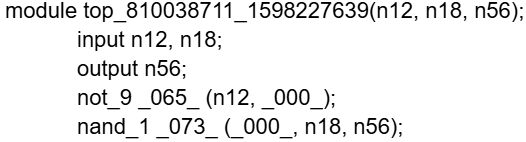 module top_810038711_1598227639(n12, n18, n56);
input n12, n18;
output n56;
not_9 _065_ (n12, _000_);
nand_1 _073_ (_000_, n18, n56);